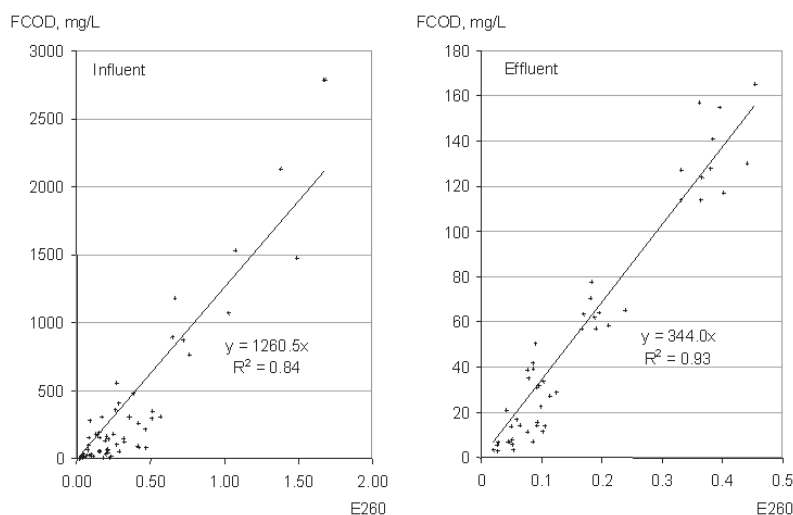 FCOD, mg/L
3000
Influent
2500
2000
1500
1000
500
0
y = 1260.5x
R² = 0.84
0.00 0.50 1.00 1.50 2.00
E260
FCOD, mg/L
180
Effluent
160
140
120
100
80
60
40
20
0
y = 344.0x
R² = 0.93
0 0.1 0.2 0.3 0.4 0.5
E260